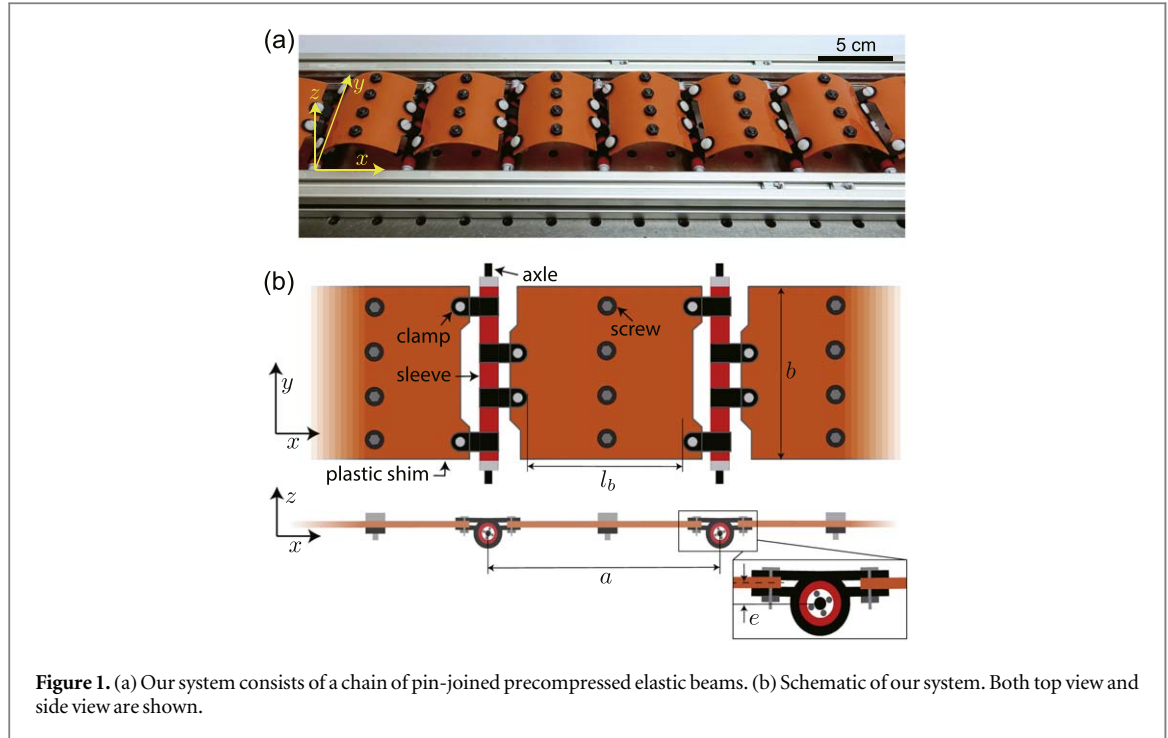 (a)
5 cm
z
y
x
(b)
axle
clamp
screw
sleeve
b
y
x
plastic shim
l_b
z
x
a
e
Figure 1. (a) Our system consists of a chain of pin-joined precompressed elastic beams. (b) Schematic of our system. Both top view and
side view are shown.